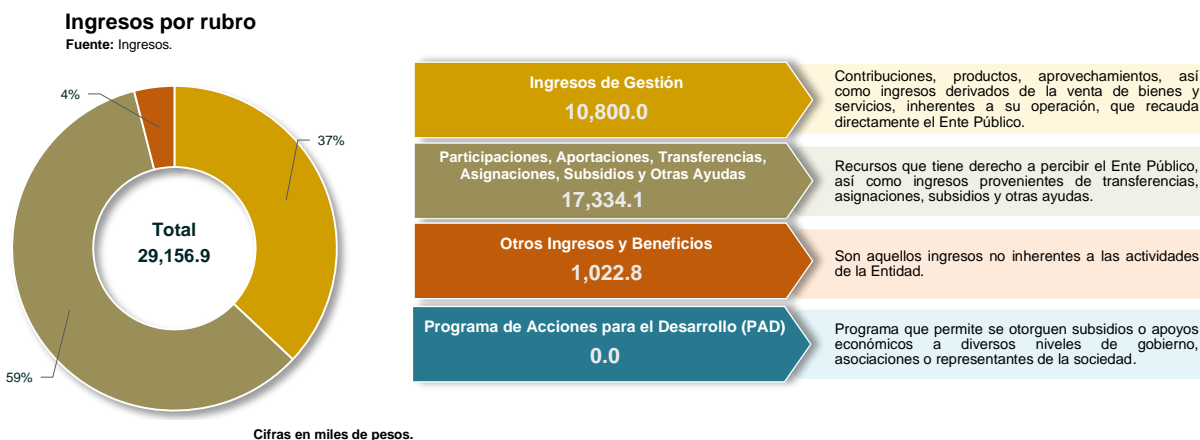 Ingresos por rubro
Fuente: Ingresos.
4%
37%
59%
Total
29,156.9
Ingresos de Gestión
10,800.0
Contribuciones, productos, aprovechamientos, así
como ingresos derivados de la venta de bienes y
servicios, inherentes a su operación, que recauda
directamente el Ente Público.
Participaciones, Aportaciones, Transferencias,
Asignaciones, Subsidios y Otras Ayudas
17,334.1
Recursos que tiene derecho a percibir el Ente Público,
así como ingresos provenientes de transferencias,
asignaciones, subsidios y otras ayudas.
Otros Ingresos y Beneficios
1,022.8
Son aquellos ingresos no inherentes a las actividades
de la Entidad.
Programa de Acciones para el Desarrollo (PAD)
0.0
Programa que permite se otorguen subsidios o apoyos
económicos a diversos niveles de gobierno,
asociaciones o representantes de la sociedad.
Cifras en miles de pesos.